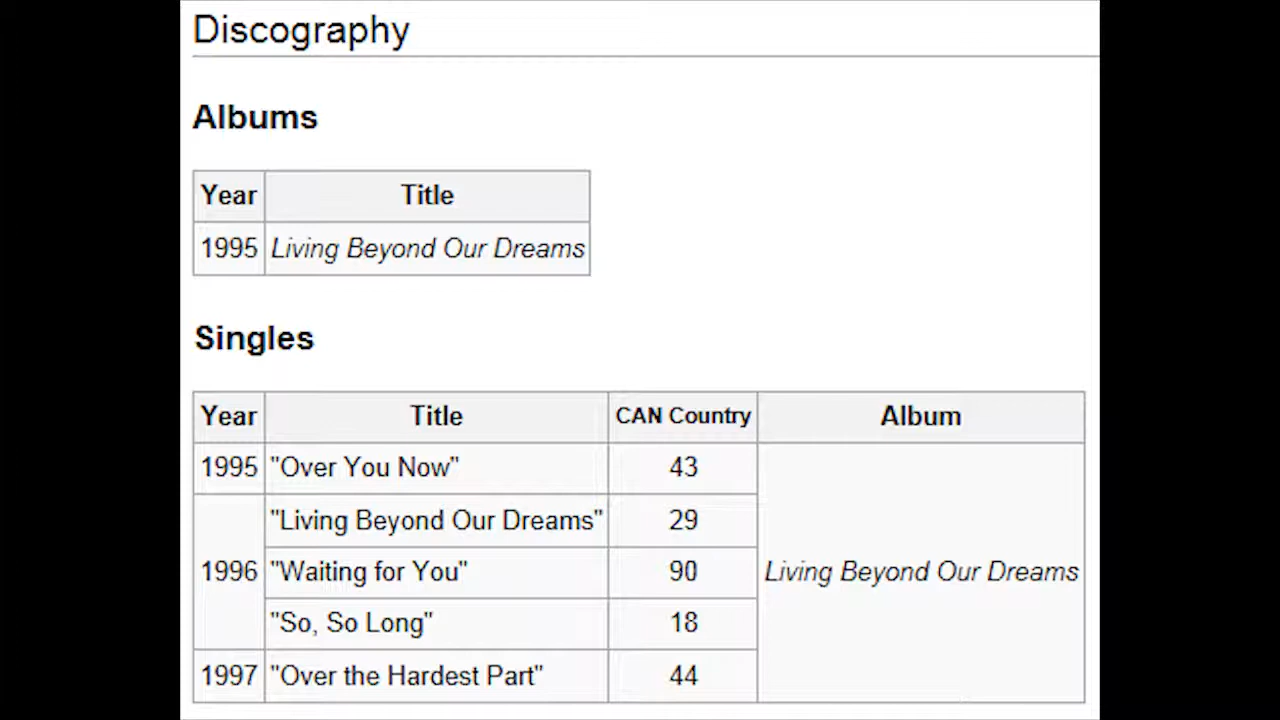 Discography
Albums
Year Title
1995 Living Beyond Our Dreams
Singles
Year Title CAN Country Album
1995 "Over You Now" 43
"Living Beyond Our Dreams" 29
1996 "Waiting for You" 90 Living Beyond Our Dreams
"So, So Long" 18
1997 "Over the Hardest Part" 44